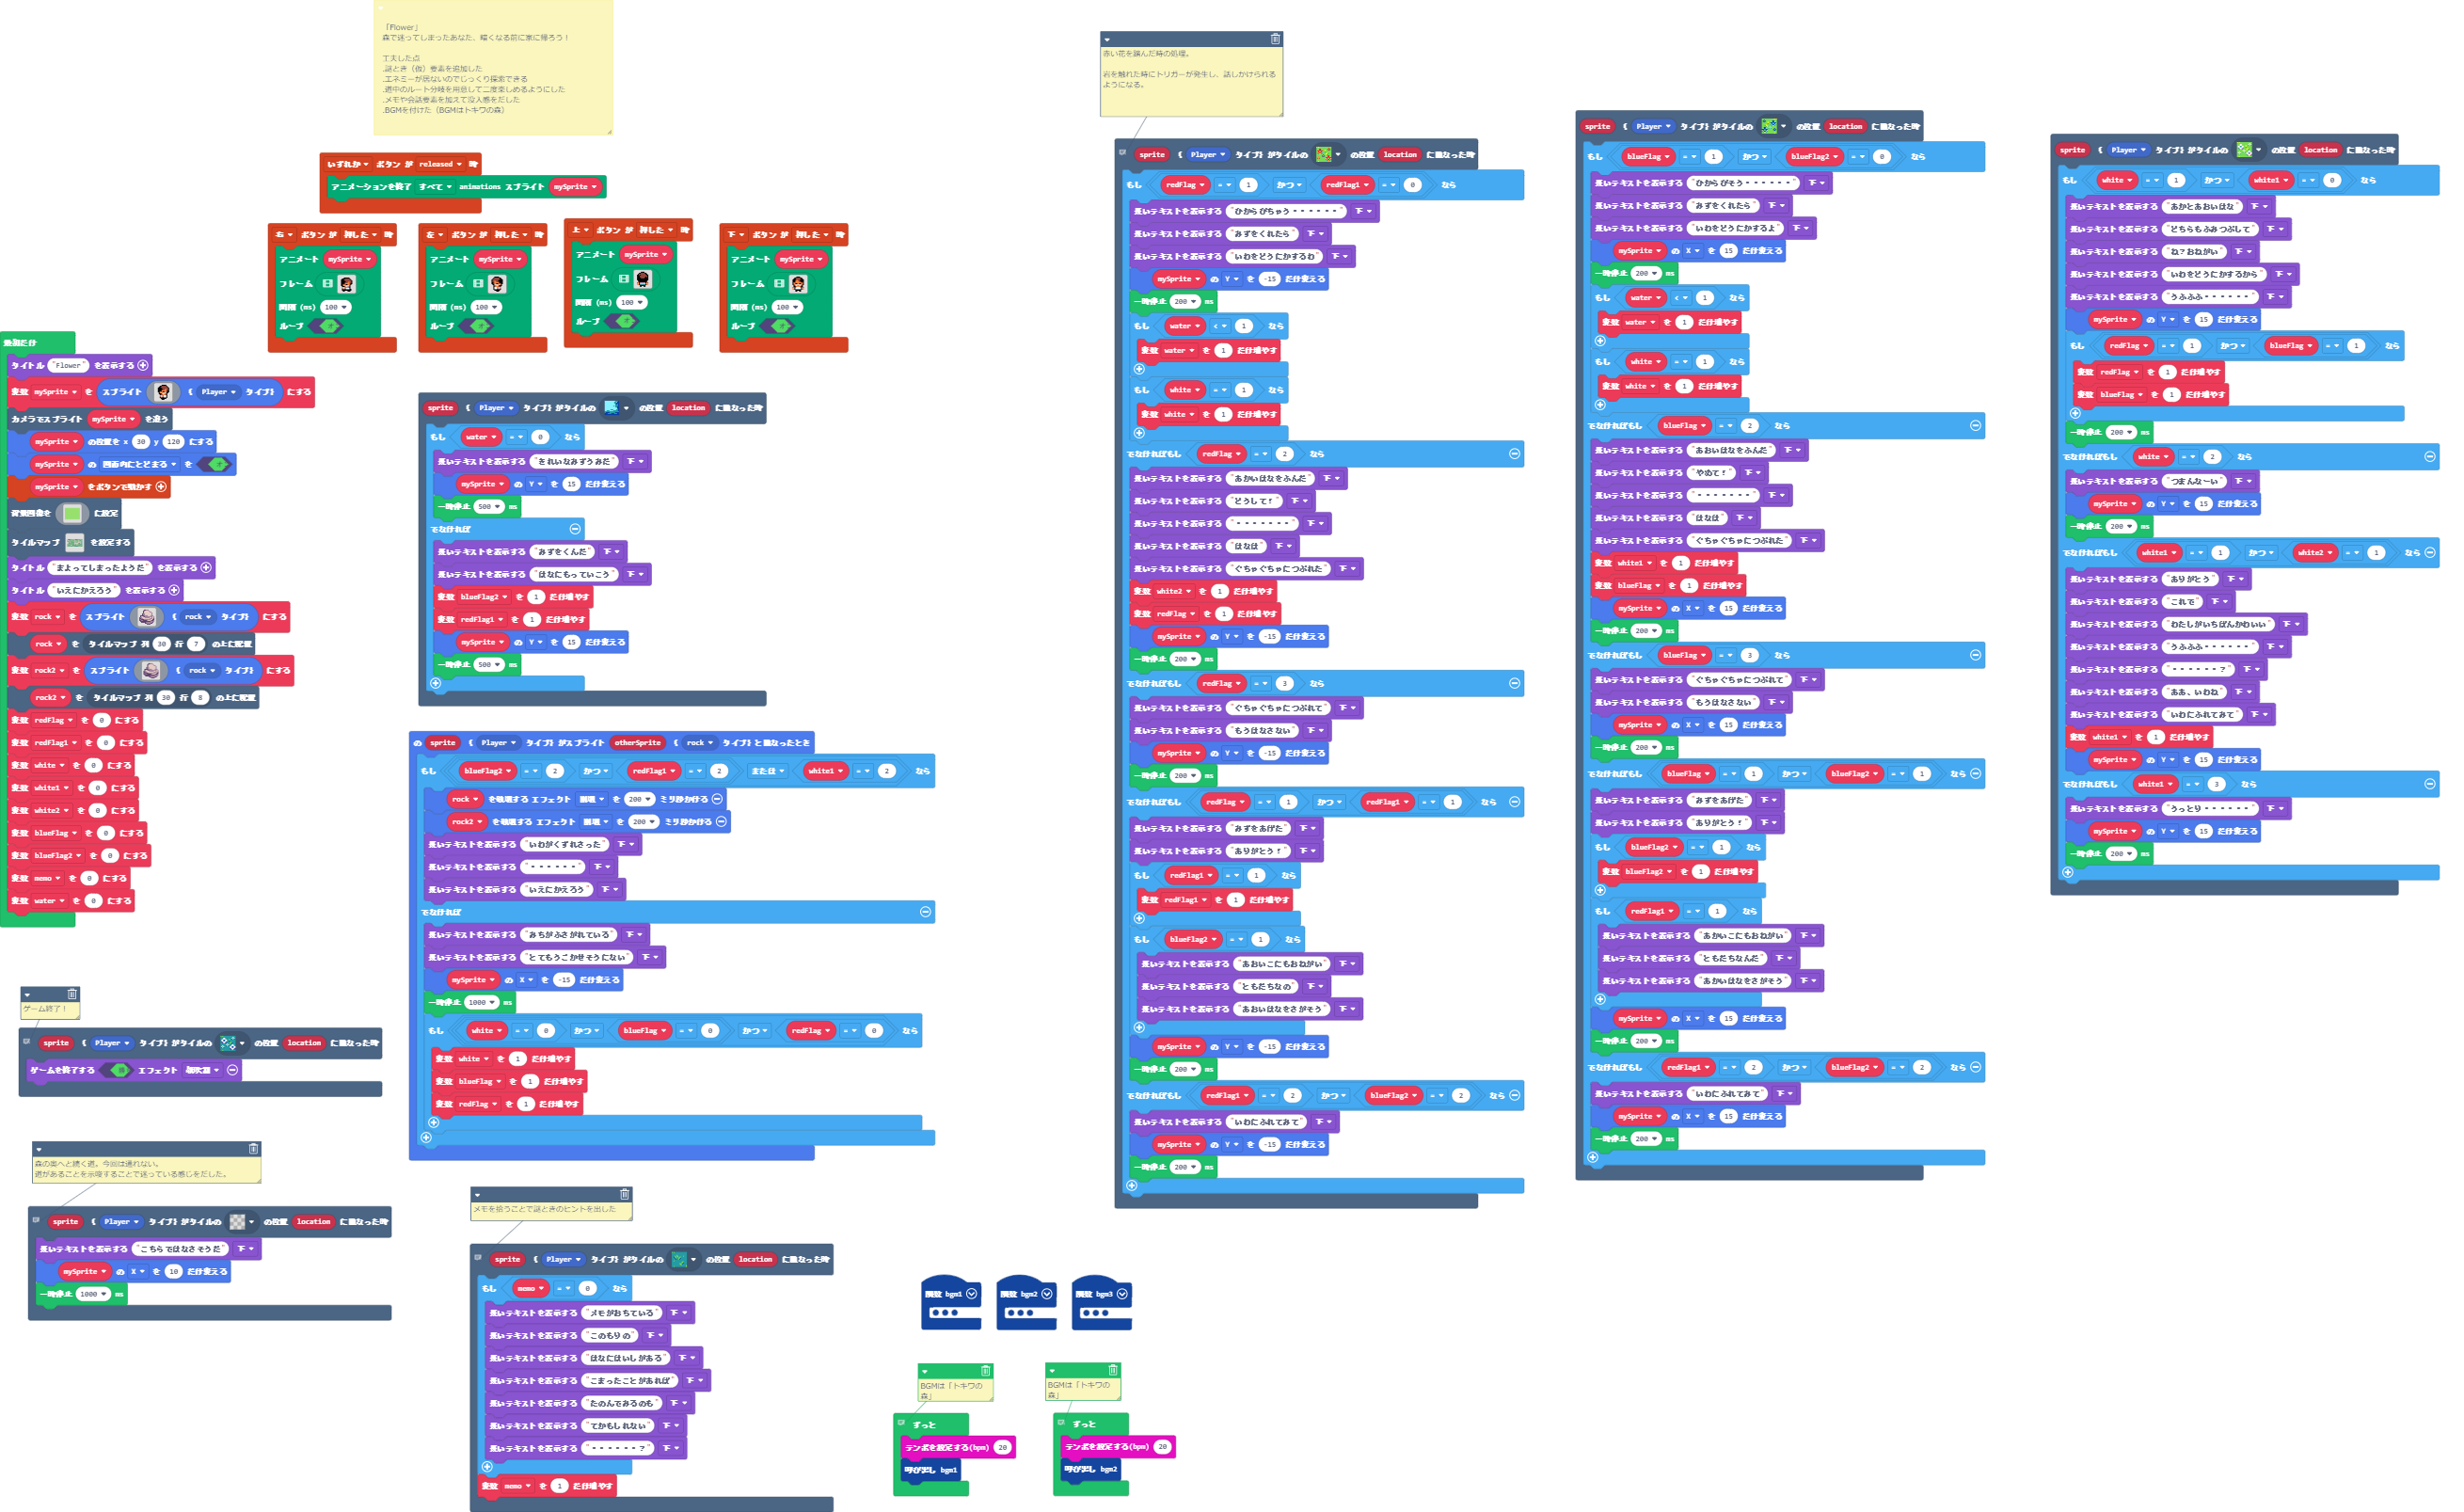 「Flower」
森で迷ってしまったあなた、暗くなる前に家に帰ろう！
工夫した点
.謎とき（仮）要素を追加した
.エネミーが居ないのでじっくり探索できる
.道中のルート分岐を用意して二度楽しめるようにした
.メモや会話要素を加えて没入感をだした
.BGMを付けた（BGMはトキワの森）
いずれか ボタン が released 時
アニメーションを終了 すべて animations スプライト mySprite
右 ボタン が 押した 時
アニメート mySprite
フレーム
間隔 (ms) 100
ループ オ
左 ボタン が 押した 時
アニメート mySprite
フレーム
間隔 (ms) 100
ループ オ
上 ボタン が 押した 時
アニメート mySprite
フレーム
間隔 (ms) 100
ループ オ
下 ボタン が 押した 時
アニメート mySprite
フレーム
間隔 (ms) 100
ループ オ
最初だけ
タイトル "Flower" を表示する
変数 mySprite を スプライト ( Player タイプ) にする
カメラでスプライト mySprite を追う
mySprite の位置を x 30 y 120 にする
mySprite の 画面内にとどまる を オ
mySprite をボタンで動かす
背景画像を に設定
タイルマップ を設定する
タイトル "まよってしまったようだ" を表示する
タイトル "いえにかえろう" を表示する
変数 rock を スプライト ( rock タイプ) にする
rock を タイルマップ 列 30 行 7 の上に配置
変数 rock2 を スプライト ( rock タイプ) にする
rock2 を タイルマップ 列 30 行 8 の上に配置
変数 redFlag を 0 にする
変数 redFlag1 を 0 にする
変数 white を 0 にする
変数 white1 を 0 にする
変数 white2 を 0 にする
変数 blueFlag を 0 にする
変数 blueFlag2 を 0 にする
変数 memo を 0 にする
変数 water を 0 にする
sprite ( Player タイプ) がタイルの の位置 location に重なった時
もし water = 0 なら
長いテキストを表示する "きれいなみずうみだ" 下
mySprite の Y を 15 だけ変える
一時停止 500 ms
でなければ
長いテキストを表示する "みずをくんだ" 下
長いテキストを表示する "はなにもっていこう" 下
変数 blueFlag2 を 1 だけ増やす
変数 redFlag1 を 1 だけ増やす
mySprite の Y を 15 だけ変える
一時停止 500 ms
の sprite ( Player タイプ) がスプライト otherSprite ( rock タイプ) と重なったとき
もし blueFlag2 = 2 かつ redFlag1 = 2 または white1 = 2 なら
rock を破壊する エフェクト 崩壊 を 200 ミリ秒かける
rock2 を破壊する エフェクト 崩壊 を 200 ミリ秒かける
長いテキストを表示する "いわがくずれさった" 下
長いテキストを表示する "・・・・・・" 下
長いテキストを表示する "いえにかえろう" 下
でなければ
長いテキストを表示する "みちがふさがれている" 下
長いテキストを表示する "とてもうごかせそうにない" 下
mySprite の X を -15 だけ変える
一時停止 1000 ms
もし white = 0 かつ blueFlag = 0 かつ redFlag = 0 なら
変数 white を 1 だけ増やす
変数 blueFlag を 1 だけ増やす
変数 redFlag を 1 だけ増やす
ゲーム終了！
sprite ( Player タイプ) がタイルの の位置 location に重なった時
ゲームを終了する エフェクト 紙吹雪
森の奥へと続く道。今回は通れない。
道があることを示唆することで迷っている感じをだした。
sprite ( Player タイプ) がタイルの の位置 location に重なった時
長いテキストを表示する "こちらではなさそうだ" 下
mySprite の X を 10 だけ変える
一時停止 1000 ms
メモを拾うことで謎ときのヒントを出した
sprite ( Player タイプ) がタイルの の位置 location に重なった時
もし memo = 0 なら
長いテキストを表示する "メモがおちている" 下
長いテキストを表示する "このもりの" 下
長いテキストを表示する "はなにはいしがある" 下
長いテキストを表示する "こまったことがあれば" 下
長いテキストを表示する "たのんでみるのも" 下
長いテキストを表示する "てかもしれない" 下
長いテキストを表示する "・・・・・・？" 下
変数 memo を 1 だけ増やす
関数 bgm1
関数 bgm2
関数 bgm3
BGMは「トキワの
森」
ずっと
テンポを設定する(bpm) 20
呼び出し bgm1
BGMは「トキワの
森」
ずっと
テンポを設定する(bpm) 20
呼び出し bgm2
赤い花を踏んだ時の処理。
岩を触れた時にトリガーが発生し、話しかけられる
ようになる。
sprite ( Player タイプ) がタイルの の位置 location に重なった時
もし redFlag = 1 かつ redFlag1 = 0 なら
長いテキストを表示する "ひからびちゃう・・・・・・" 下
長いテキストを表示する "みずをくれたら" 下
長いテキストを表示する "いわをどうにかするわ" 下
mySprite の Y を -15 だけ変える
一時停止 200 ms
もし water < 1 なら
変数 water を 1 だけ増やす
もし white = 1 なら
変数 white を 1 だけ増やす
でなければもし redFlag = 2 なら
長いテキストを表示する "あかいはなをふんだ" 下
長いテキストを表示する "どうして！" 下
長いテキストを表示する "・・・・・・・" 下
長いテキストを表示する "はなは" 下
長いテキストを表示する "ぐちゃぐちゃにつぶれた" 下
変数 white2 を 1 だけ増やす
変数 redFlag を 1 だけ増やす
mySprite の Y を -15 だけ変える
一時停止 200 ms
でなければもし redFlag = 3 なら
長いテキストを表示する "ぐちゃぐちゃにつぶれて" 下
長いテキストを表示する "もうはなさない" 下
mySprite の Y を -15 だけ変える
一時停止 200 ms
でなければもし redFlag = 1 かつ redFlag1 = 1 なら
長いテキストを表示する "みずをあげた" 下
長いテキストを表示する "ありがとう！" 下
もし redFlag1 = 1 なら
変数 redFlag1 を 1 だけ増やす
もし blueFlag2 = 1 なら
長いテキストを表示する "あおいこにもおねがい" 下
長いテキストを表示する "ともだちなの" 下
長いテキストを表示する "あおいはなをさがそう" 下
mySprite の Y を -15 だけ変える
一時停止 200 ms
でなければもし redFlag1 = 2 かつ blueFlag2 = 2 なら
長いテキストを表示する "いわにふれてみて" 下
mySprite の Y を -15 だけ変える
一時停止 200 ms
sprite ( Player タイプ) がタイルの の位置 location に重なった時
もし blueFlag = 1 かつ blueFlag2 = 0 なら
長いテキストを表示する "ひからびそう・・・・・・" 下
長いテキストを表示する "みずをくれたら" 下
長いテキストを表示する "いわをどうにかするよ" 下
mySprite の X を 15 だけ変える
一時停止 200 ms
もし water < 1 なら
変数 water を 1 だけ増やす
もし white = 1 なら
変数 white を 1 だけ増やす
でなければもし blueFlag = 2 なら
長いテキストを表示する "あおいはなをふんだ" 下
長いテキストを表示する "やめて！" 下
長いテキストを表示する "・・・・・・・" 下
長いテキストを表示する "はなは" 下
長いテキストを表示する "ぐちゃぐちゃにつぶれた" 下
変数 white1 を 1 だけ増やす
変数 blueFlag を 1 だけ増やす
mySprite の X を 15 だけ変える
一時停止 200 ms
でなければもし blueFlag = 3 なら
長いテキストを表示する "ぐちゃぐちゃにつぶれて" 下
長いテキストを表示する "もうはなさない" 下
mySprite の X を 15 だけ変える
一時停止 200 ms
でなければもし blueFlag = 1 かつ blueFlag2 = 1 なら
長いテキストを表示する "みずをあげた" 下
長いテキストを表示する "ありがとう！" 下
もし blueFlag2 = 1 なら
変数 blueFlag2 を 1 だけ増やす
もし redFlag1 = 1 なら
長いテキストを表示する "あかいこにもおねがい" 下
長いテキストを表示する "ともだちなんだ" 下
長いテキストを表示する "あかいはなをさがそう" 下
mySprite の X を 15 だけ変える
一時停止 200 ms
でなければもし redFlag1 = 2 かつ blueFlag2 = 2 なら
長いテキストを表示する "いわにふれてみて" 下
mySprite の X を 15 だけ変える
一時停止 200 ms
sprite ( Player タイプ) がタイルの の位置 location に重なった時
もし white = 1 かつ white1 = 0 なら
長いテキストを表示する "あかとあおいはな" 下
長いテキストを表示する "どちらもふみつぶして" 下
長いテキストを表示する "ね？おねがい" 下
長いテキストを表示する "いわをどうにかするから" 下
長いテキストを表示する "うふふふ・・・・・・" 下
mySprite の Y を 15 だけ変える
もし redFlag = 1 かつ blueFlag = 1 なら
変数 redFlag を 1 だけ増やす
変数 blueFlag を 1 だけ増やす
一時停止 200 ms
でなければもし white = 2 なら
長いテキストを表示する "つまんな～い" 下
mySprite の Y を 15 だけ変える
一時停止 200 ms
でなければもし white1 = 1 かつ white2 = 1 なら
長いテキストを表示する "ありがとう" 下
長いテキストを表示する "これで" 下
長いテキストを表示する "わたしがいちばんかわいい" 下
長いテキストを表示する "うふふふ・・・・・・" 下
長いテキストを表示する "・・・・・・？" 下
長いテキストを表示する "ああ、いわね" 下
長いテキストを表示する "いわにふれてみて" 下
変数 white1 を 1 だけ増やす
mySprite の Y を 15 だけ変える
でなければもし white1 = 3 なら
長いテキストを表示する "うっとり・・・・・・" 下
mySprite の Y を 15 だけ変える
一時停止 200 ms